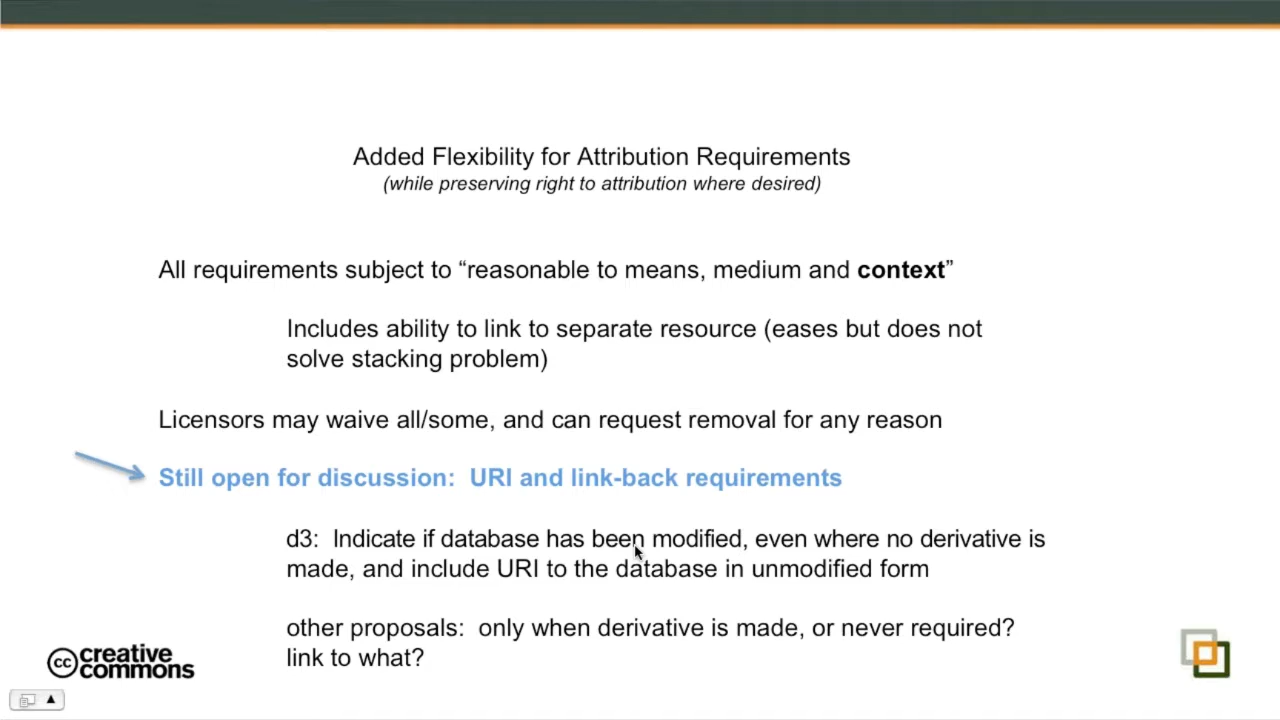 Added Flexibility for Attribution Requirements
(while preserving right to attribution where desired)
All requirements subject to “reasonable to means, medium and context”
Includes ability to link to separate resource (eases but does not
solve stacking problem)
Licensors may waive all/some, and can request removal for any reason
Still open for discussion:  URI and link-back requirements
d3:  Indicate if database has been modified, even where no derivative is
made, and include URI to the database in unmodified form
other proposals:  only when derivative is made, or never required?
link to what?
cc creative
commons